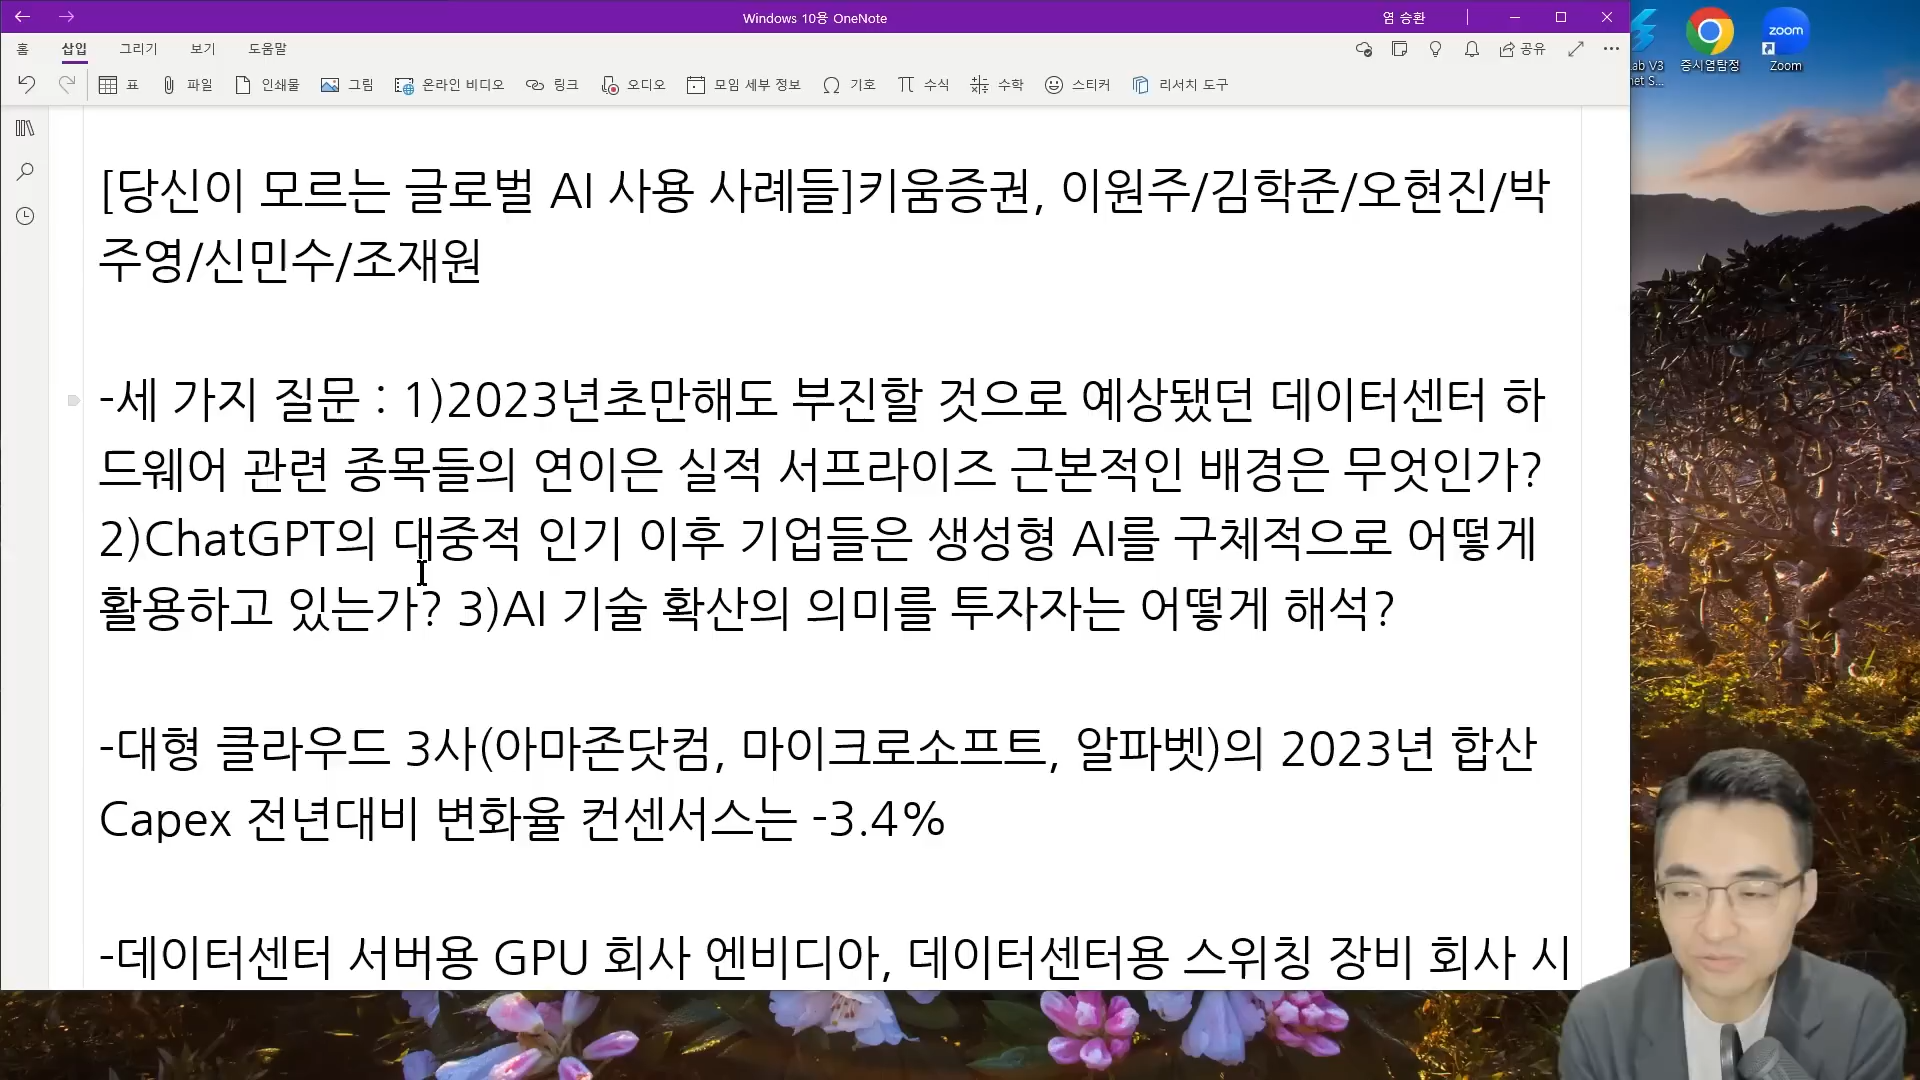 Windows 10용 OneNote
염 승환
홈 삽입 그리기 보기 도움말
공유
표 파일 인쇄물 그림 온라인 비디오 링크 오디오 모임 세부 정보 기호 수식 수학 스티커 리서치 도구
ab V3
net S...
증시염탐정
zoom
Zoom
[당신이 모르는 글로벌 AI 사용 사례들]키움증권, 이원주/김학준/오현진/박
주영/신민수/조재원
-세 가지 질문 : 1)2023년초만해도 부진할 것으로 예상됐던 데이터센터 하
드웨어 관련 종목들의 연이은 실적 서프라이즈 근본적인 배경은 무엇인가?
2)ChatGPT의 대중적 인기 이후 기업들은 생성형 AI를 구체적으로 어떻게
활용하고 있는가? 3)AI 기술 확산의 의미를 투자자는 어떻게 해석?
-대형 클라우드 3사(아마존닷컴, 마이크로소프트, 알파벳)의 2023년 합산
Capex 전년대비 변화율 컨센서스는 -3.4%
-데이터센터 서버용 GPU 회사 엔비디아, 데이터센터용 스위칭 장비 회사 시